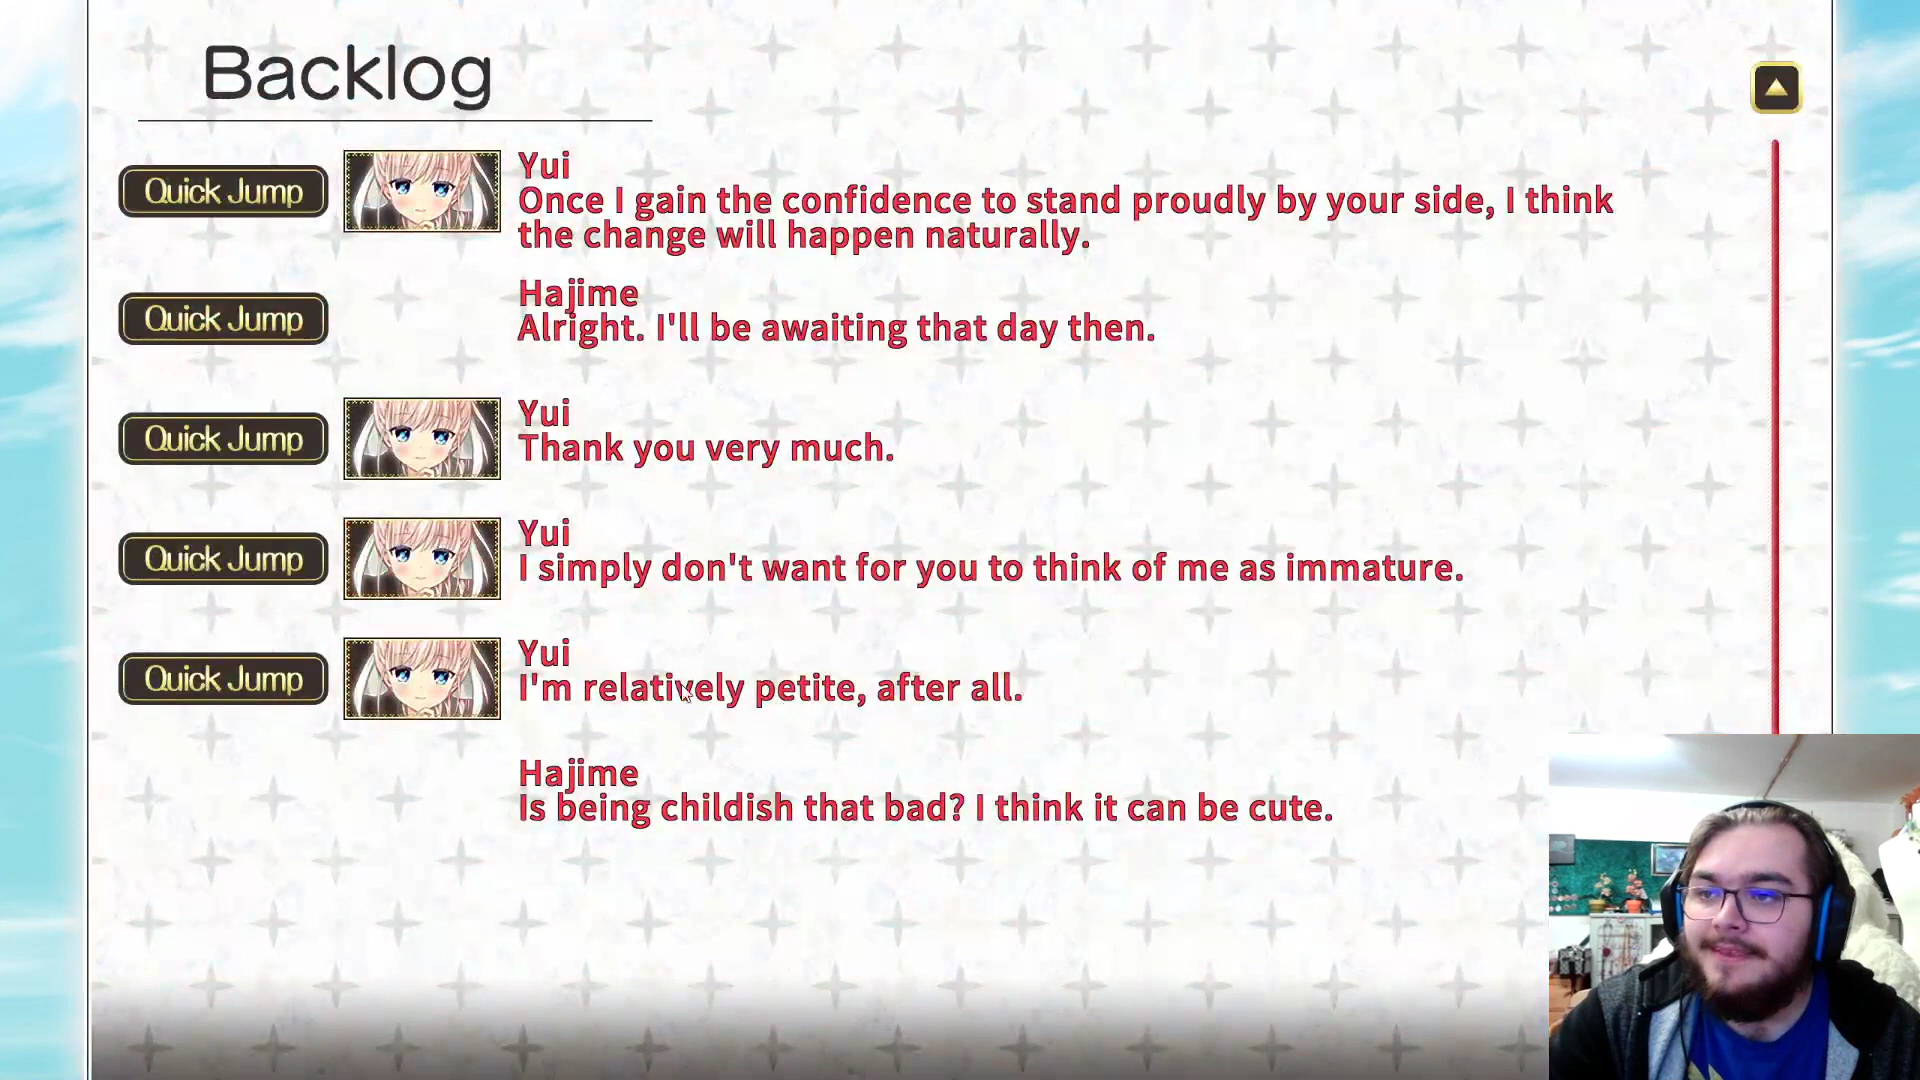 Backlog
Quick Jump
Yui
Once I gain the confidence to stand proudly by your side, I think
the change will happen naturally.
Quick Jump
Hajime
Alright. I'll be awaiting that day then.
Quick Jump
Yui
Thank you very much.
Quick Jump
Yui
I simply don't want for you to think of me as immature.
Quick Jump
Yui
I'm relatively petite, after all.
Hajime
Is being childish that bad? I think it can be cute.